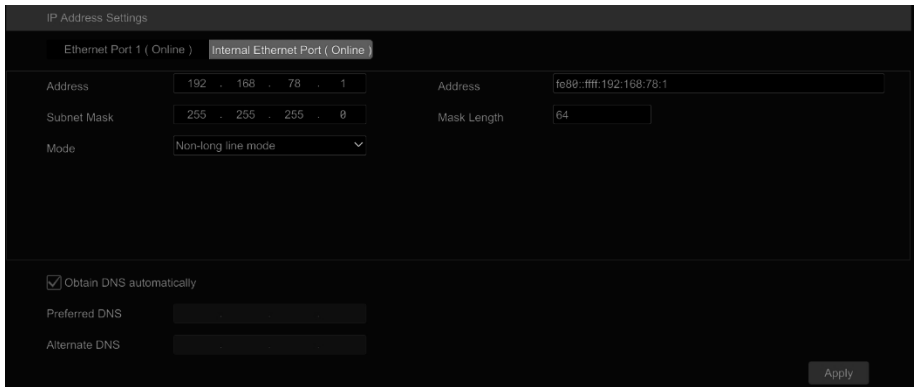 IP Address Settings
Ethernet Port 1 ( Online ) Internal Ethernet Port ( Online )
Address 192 . 168 . 78 . 1 Address fe80::ffff:192:168:78:1
Subnet Mask 255 . 255 . 255 . 0 Mask Length 64
Mode Non-long line mode
Obtain DNS automatically
Preferred DNS . . .
Alternate DNS . . .
Apply